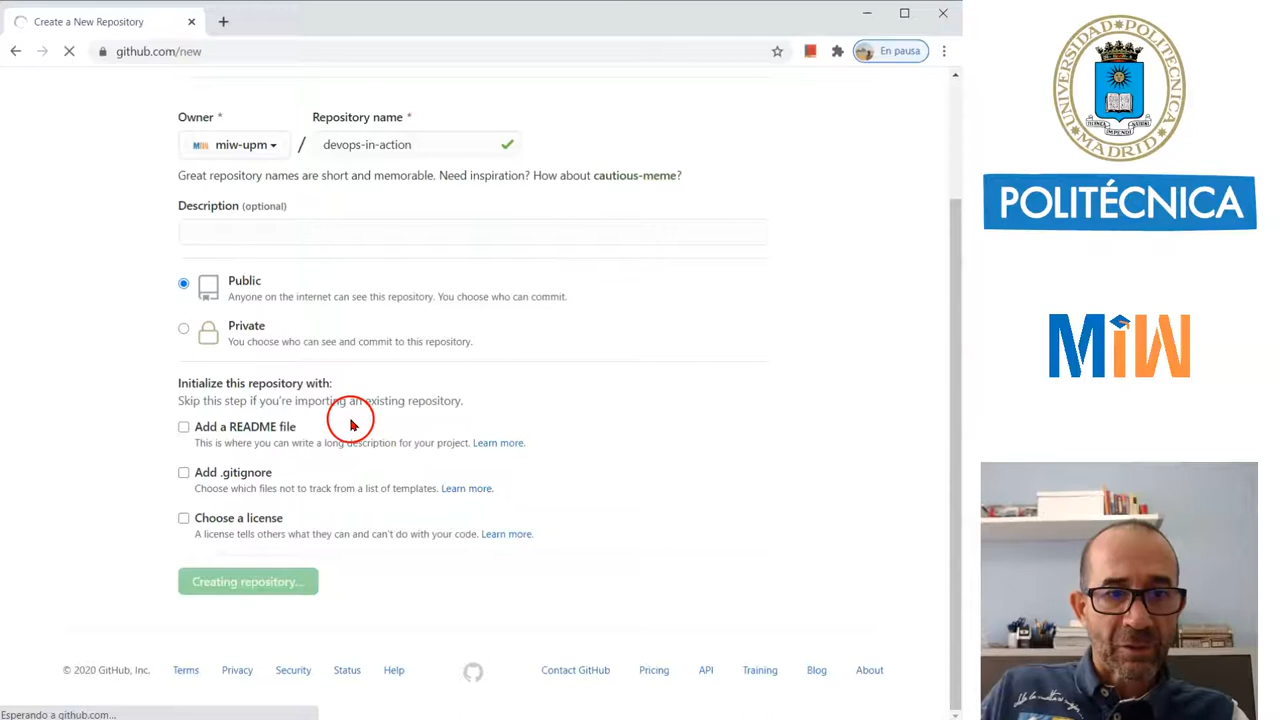 Create a New Repository
github.com/new
En pausa
Owner *
Repository name *
miw-upm
/
devops-in-action
Great repository names are short and memorable. Need inspiration? How about cautious-meme?
Description (optional)
Public
Anyone on the internet can see this repository. You choose who can commit.
Private
You choose who can see and commit to this repository.
Initialize this repository with:
Skip this step if you're importing an existing repository.
Add a README file
This is where you can write a long description for your project. Learn more.
Add .gitignore
Choose which files not to track from a list of templates. Learn more.
Choose a license
A license tells others what they can and can't do with your code. Learn more.
Creating repository...
© 2020 GitHub, Inc.
Terms
Privacy
Security
Status
Help
Contact GitHub
Pricing
API
Training
Blog
About
Esperando a github.com...
UNIVERSIDAD POLITECNICA
MADRID
POLITÉCNICA
MiW